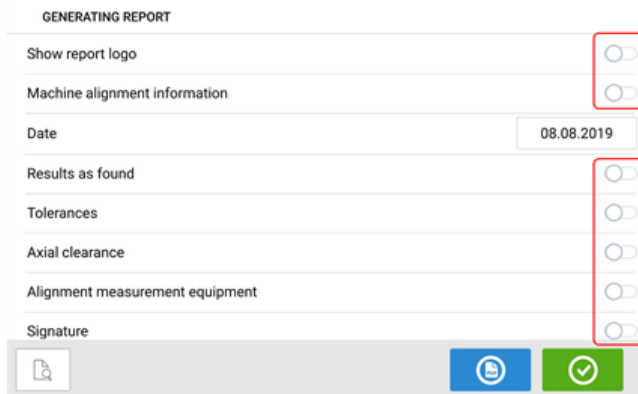 GENERATING REPORT
Show report logo
Machine alignment information
Date 08.08.2019
Results as found
Tolerances
Axial clearance
Alignment measurement equipment
Signature